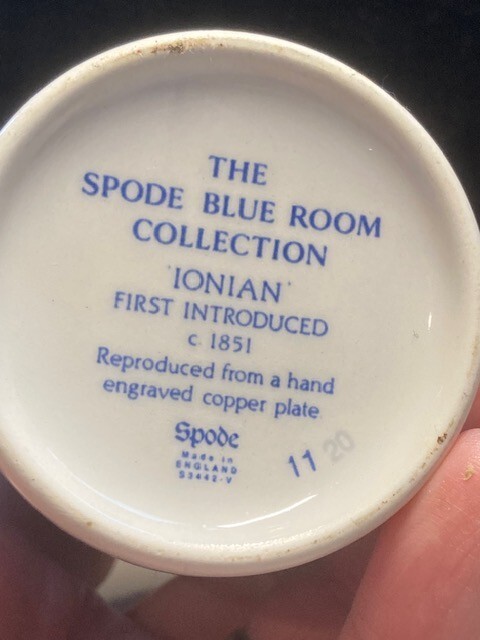 THE
SPODE BLUE ROOM
COLLECTION
'IONIAN'
FIRST INTRODUCED
c. 1851
Reproduced from a hand
engraved copper plate
Spode
Made in
ENGLAND
S3442-V
11 20